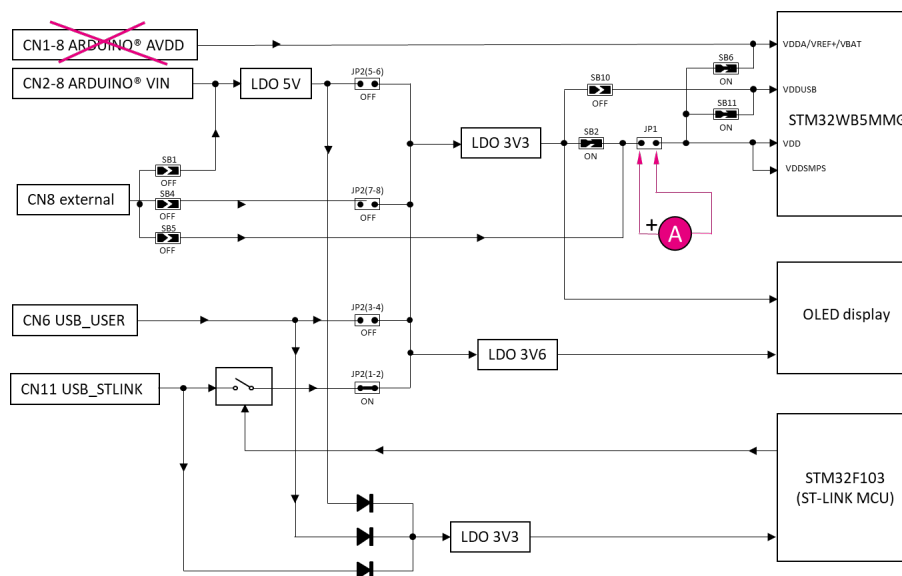 CN1-8 ARDUINO® AVDD
VDDA/VREF+/VBAT
CN2-8 ARDUINO® VIN
LDO 5V
JP2(5-6)
OFF
SB6
ON
SB10
OFF
VDDUSB
SB11
ON
STM32WB5MMG
LDO 3V3
SB2
ON
JP1
VDD
VDDSMPS
SB1
OFF
CN8 external
SB4
OFF
JP2(7-8)
OFF
SB5
OFF
+
A
OLED display
CN6 USB_USER
JP2(3-4)
OFF
LDO 3V6
CN11 USB_STLINK
JP2(1-2)
ON
STM32F103
(ST-LINK MCU)
LDO 3V3